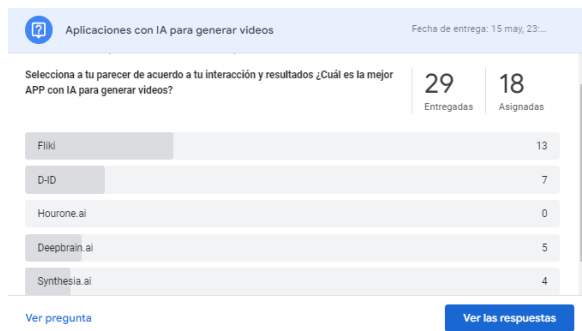 Aplicaciones con IA para generar videos
Fecha de entrega: 15 may, 23:...
Selecciona a tu parecer de acuerdo a tu interacción y resultados ¿Cuál es la mejor
APP con IA para generar videos?
29
Entregadas
18
Asignadas
Fliki 13
D-ID 7
Hourone.ai 0
Deepbrain.ai 5
Synthesia.ai 4
Ver pregunta
Ver las respuestas